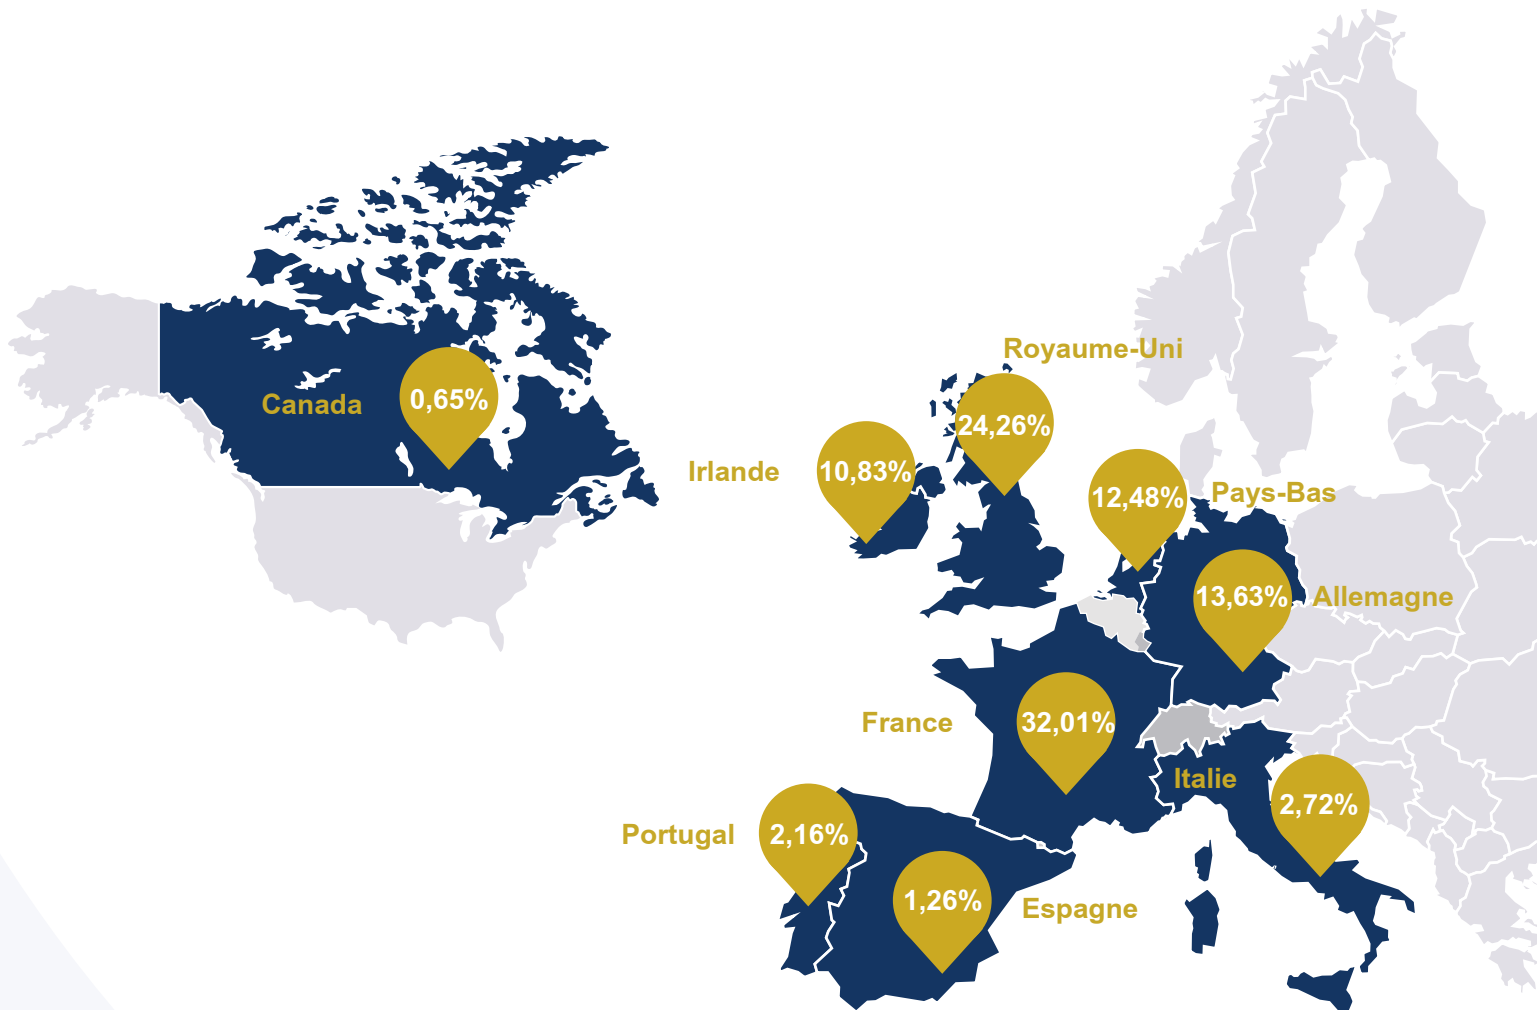 Royaume-Uni
24,26%
Canada
0,65%
Irlande
10,83%
Pays-Bas
12,48%
Allemagne
13,63%
France
32,01%
Italie
2,72%
Portugal
2,16%
Espagne
1,26%